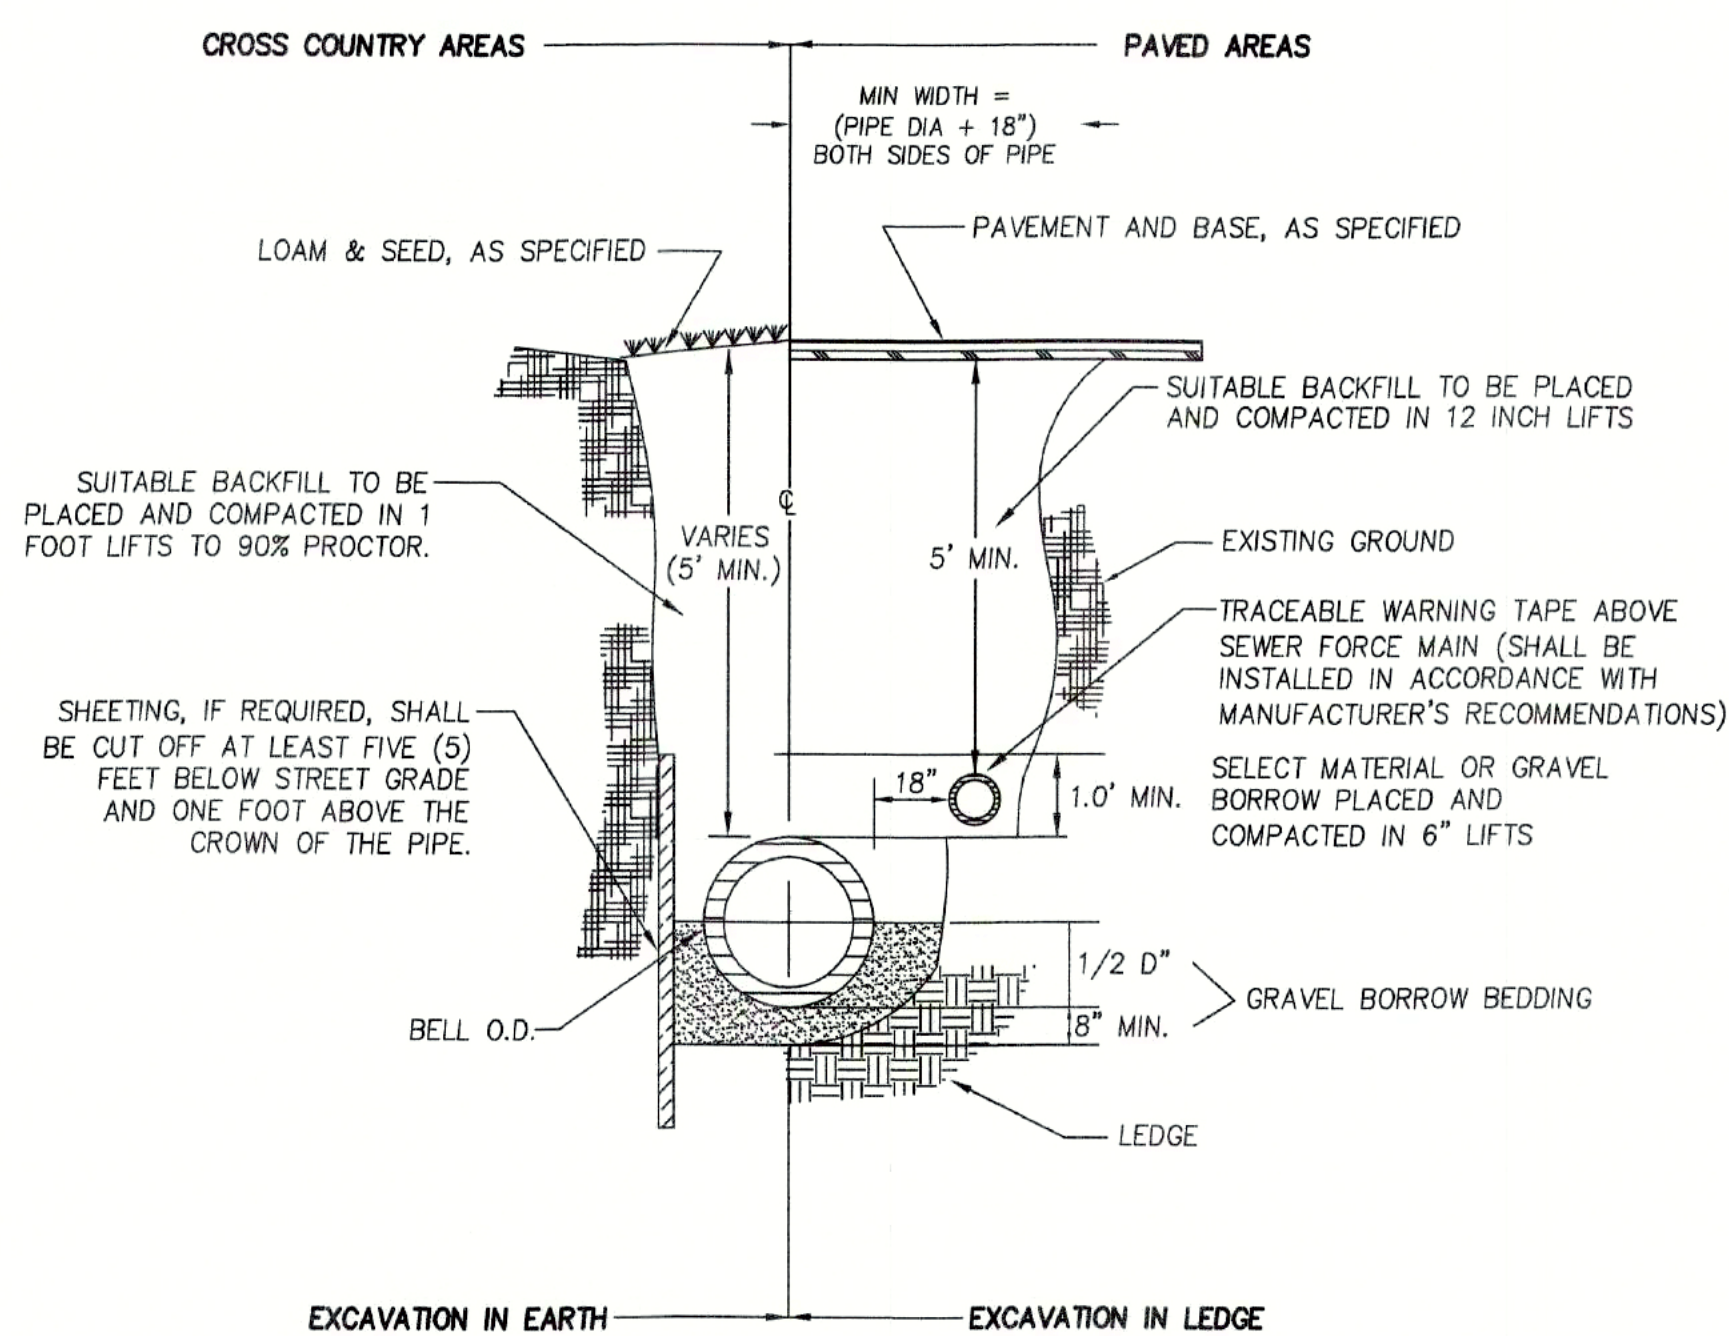 CROSS COUNTRY AREAS
PAVED AREAS
MIN WIDTH =
(PIPE DIA + 18")
BOTH SIDES OF PIPE
LOAM & SEED, AS SPECIFIED
PAVEMENT AND BASE, AS SPECIFIED
SUITABLE BACKFILL TO BE PLACED
AND COMPACTED IN 12 INCH LIFTS
SUITABLE BACKFILL TO BE
PLACED AND COMPACTED IN 1
FOOT LIFTS TO 90% PROCTOR.
℄
VARIES
(5' MIN.)
5' MIN.
EXISTING GROUND
TRACEABLE WARNING TAPE ABOVE
SEWER FORCE MAIN (SHALL BE
INSTALLED IN ACCORDANCE WITH
MANUFACTURER'S RECOMMENDATIONS)
SHEETING, IF REQUIRED, SHALL
BE CUT OFF AT LEAST FIVE (5)
FEET BELOW STREET GRADE
AND ONE FOOT ABOVE THE
CROWN OF THE PIPE.
18"
1.0' MIN.
SELECT MATERIAL OR GRAVEL
BORROW PLACED AND
COMPACTED IN 6" LIFTS
1/2 D"
8" MIN.
GRAVEL BORROW BEDDING
BELL O.D.
LEDGE
EXCAVATION IN EARTH
EXCAVATION IN LEDGE